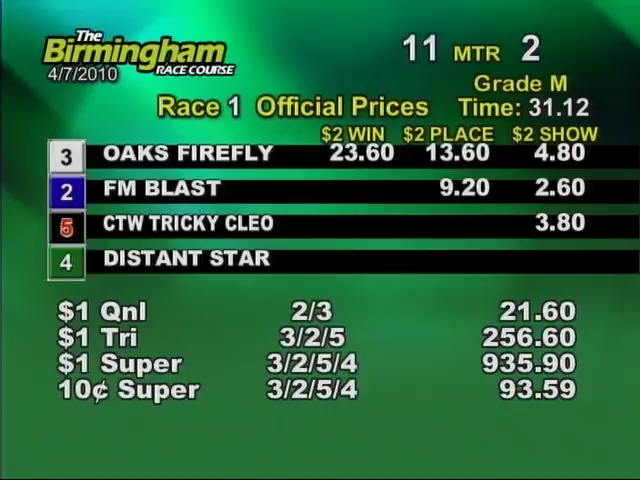 The
Birmingham
RACE COURSE
4/7/2010
11 MTR 2
Grade M
Race 1 Official Prices Time: 31.12
$2 WIN $2 PLACE $2 SHOW
3 OAKS FIREFLY 23.60 13.60 4.80
2 FM BLAST 9.20 2.60
5 CTW TRICKY CLEO 3.80
4 DISTANT STAR
$1 Qnl 2/3 21.60
$1 Tri 3/2/5 256.60
$1 Super 3/2/5/4 935.90
10¢ Super 3/2/5/4 93.59